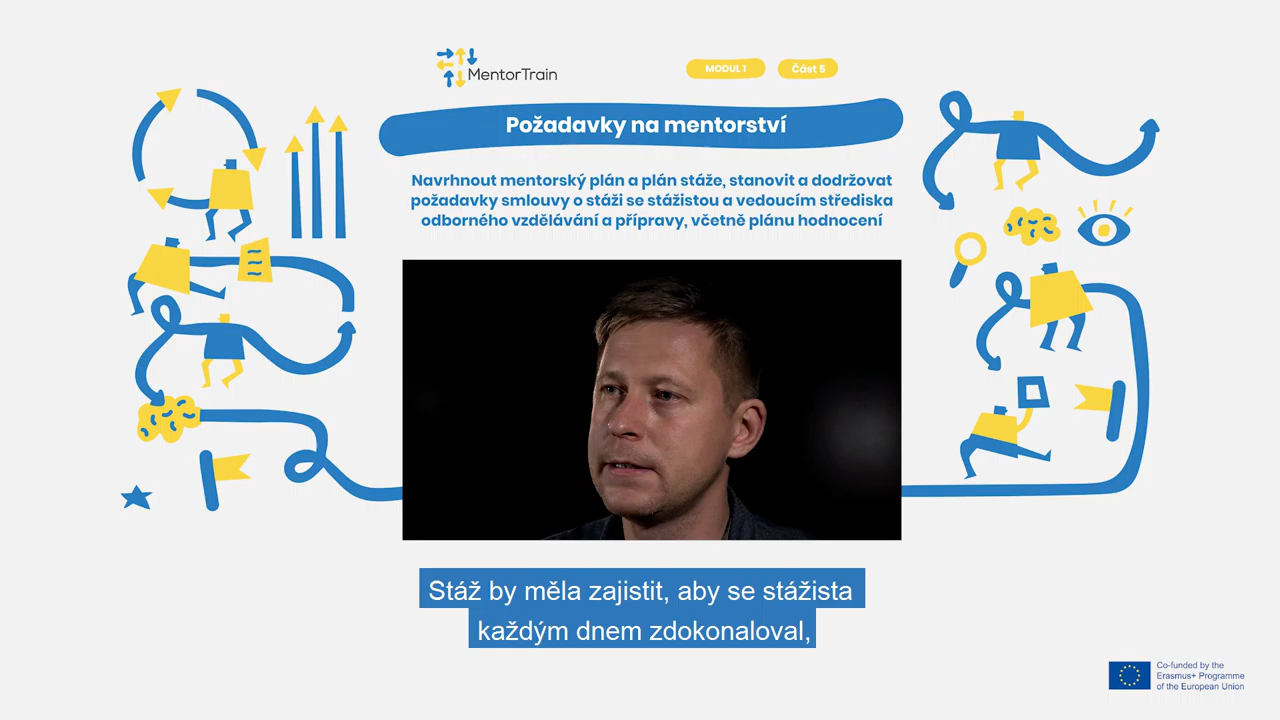 MentorTrain
MODUL 1
Část 5
Požadavky na mentorství
Navrhnout mentorský plán a plán stáže, stanovit a dodržovat
požadavky smlouvy o stáži se stážistou a vedoucím střediska
odborného vzdělávání a přípravy, včetně plánu hodnocení
Stáž by měla zajistit, aby se stážista
každým dnem zdokonaloval,
Co-funded by the
Erasmus+ Programme
of the European Union